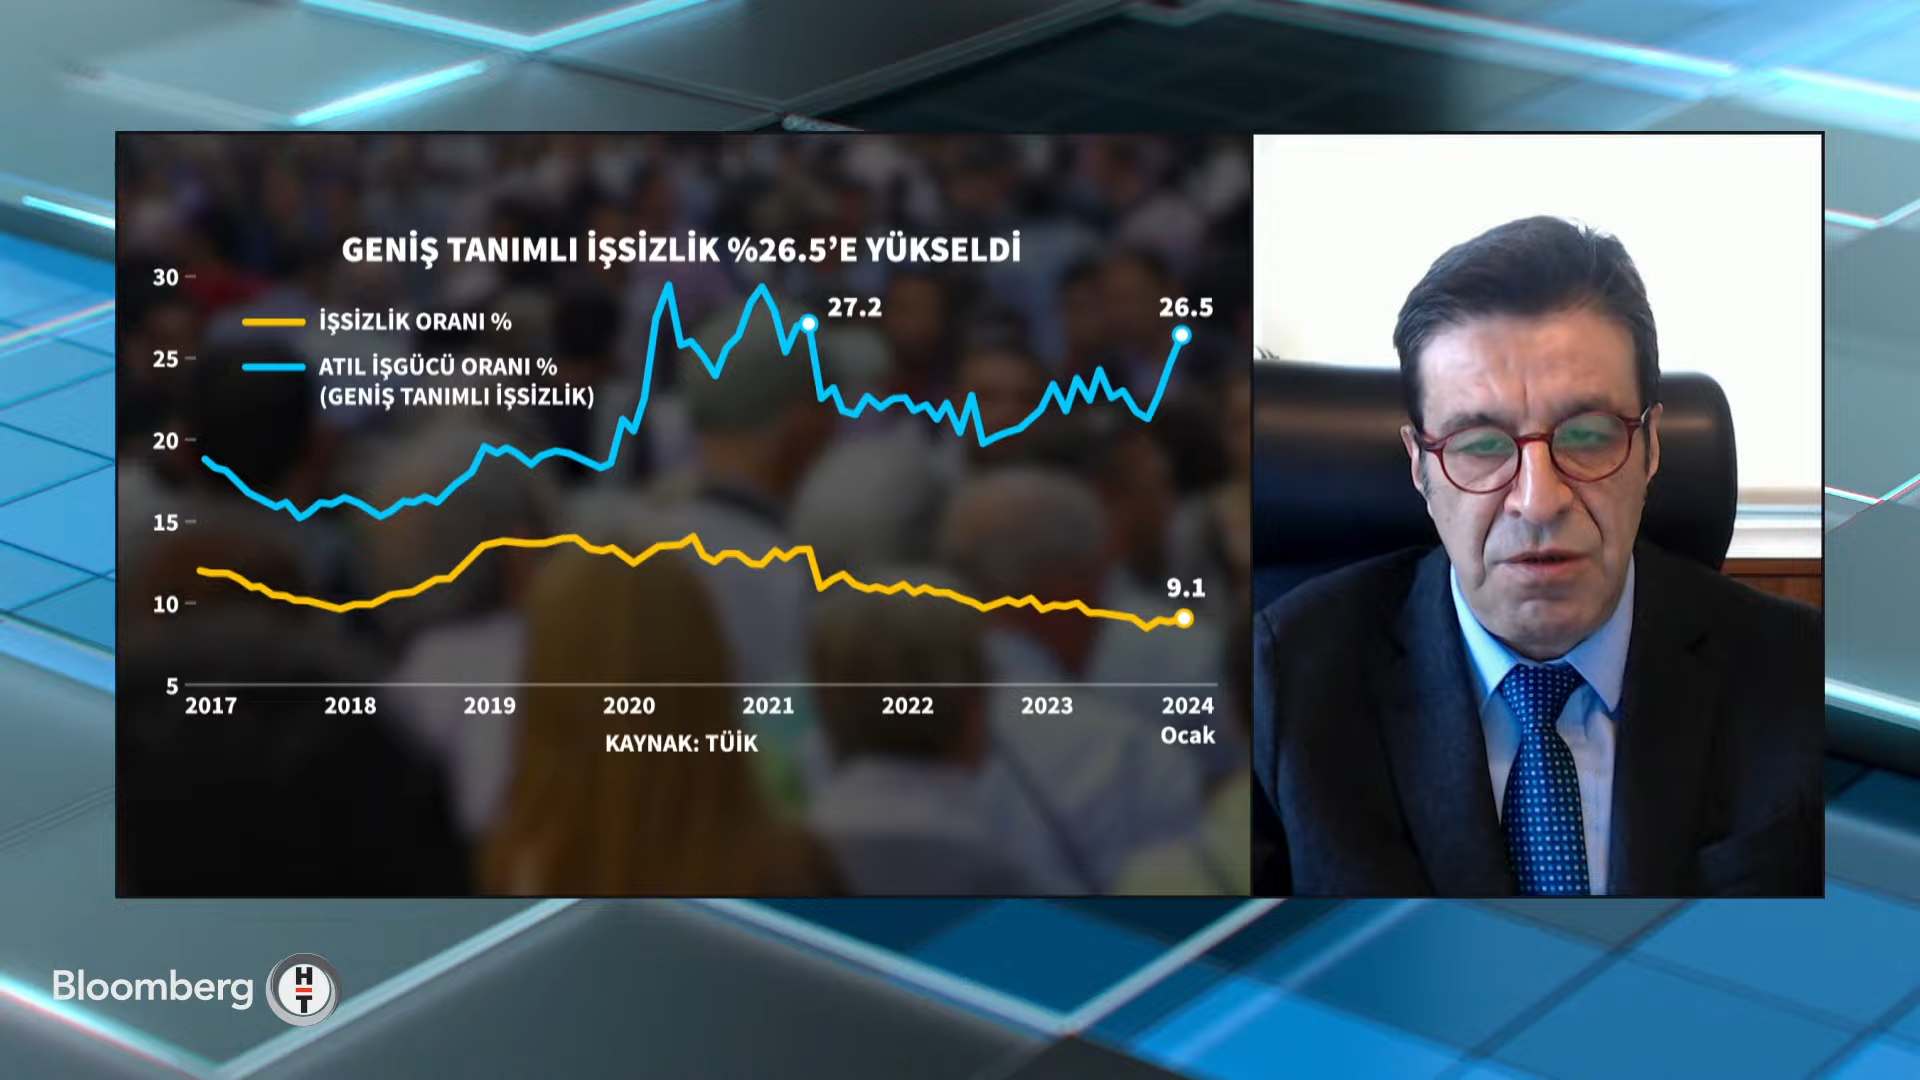 GENİŞ TANIMLI İŞSİZLİK %26.5’E YÜKSELDİ
30
25
20
15
10
5
İŞSİZLİK ORANI %
ATIL İŞGÜCÜ ORANI %
(GENİŞ TANIMLI İŞSİZLİK)
27.2
26.5
9.1
2017 2018 2019 2020 2021 2022 2023 2024
Ocak
KAYNAK: TÜİK
Bloomberg HT